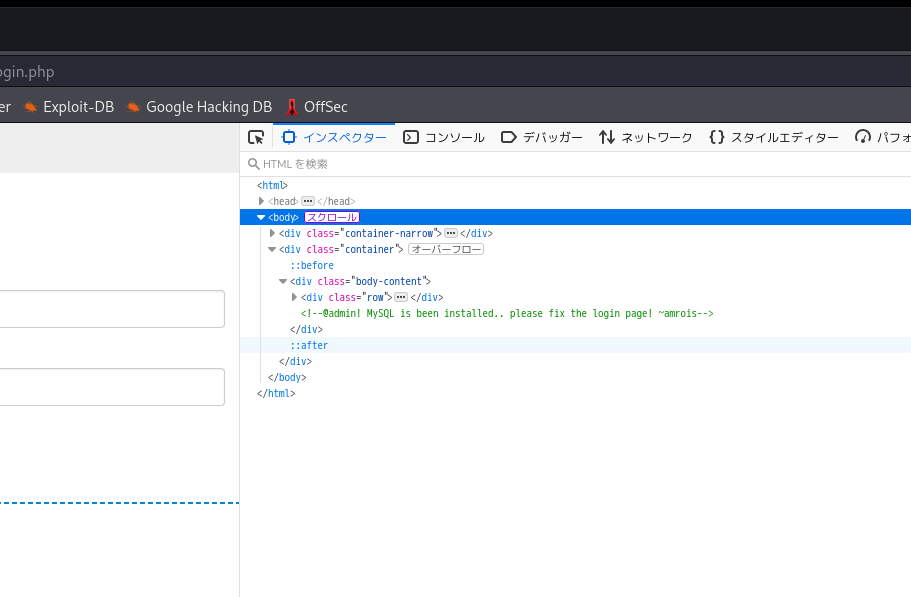 ogin.php
er Exploit-DB Google Hacking DB OffSec
インスペクター コンソール デバッガー ネットワーク {} スタイルエディター パフォ
HTML を検索
<html>
<head> ••• </head>
<body> スクロール
<div class="container-narrow"> ••• </div>
<div class="container"> オーバーフロー
::before
<div class="body-content">
<div class="row"> ••• </div>
<!--@admin! MySQL is been installed.. please fix the login page! ~amrois-->
</div>
::after
</div>
</body>
</html>